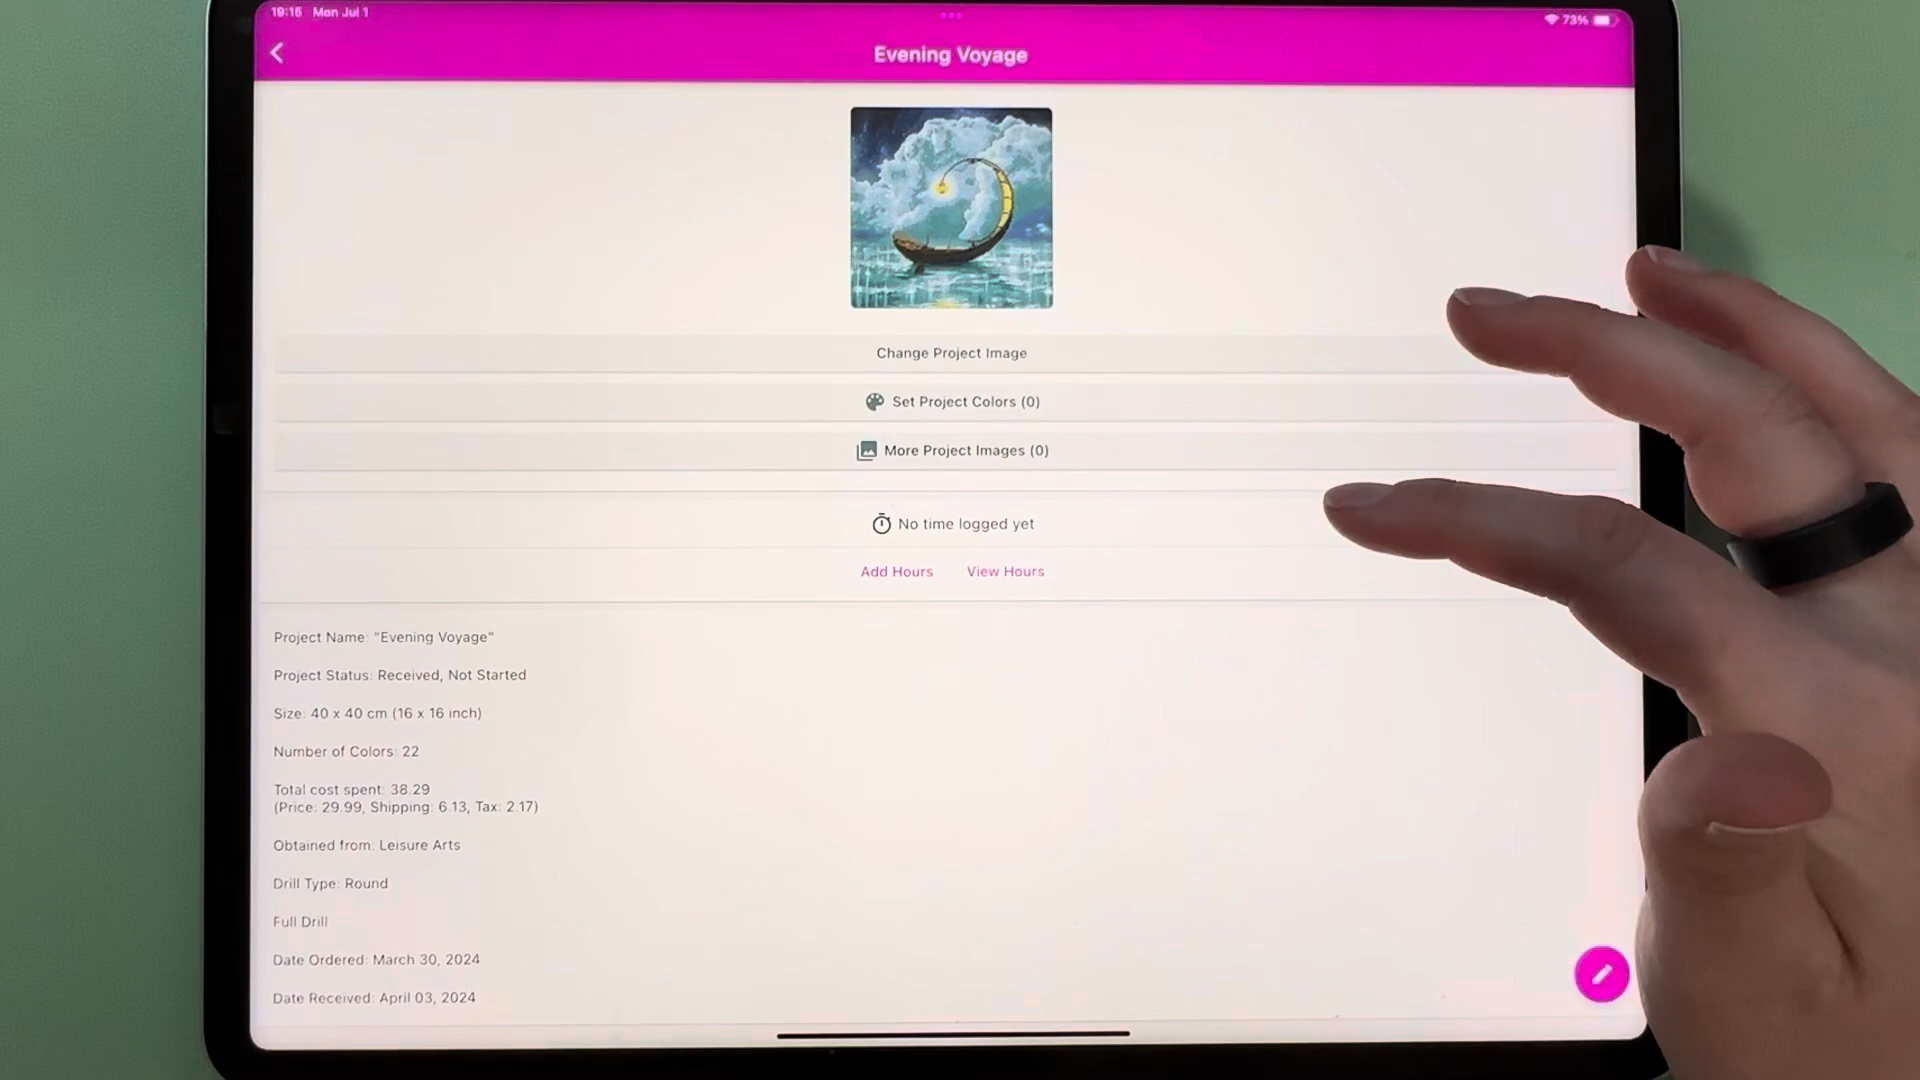 19:15 Mon Jul 1
73%
Evening Voyage
Change Project Image
Set Project Colors (0)
More Project Images (0)
No time logged yet
Add Hours View Hours
Project Name: "Evening Voyage"
Project Status: Received, Not Started
Size: 40 x 40 cm (16 x 16 inch)
Number of Colors: 22
Total cost spent: 38.29
(Price: 29.99, Shipping: 6.13, Tax: 2.17)
Obtained from: Leisure Arts
Drill Type: Round
Full Drill
Date Ordered: March 30, 2024
Date Received: April 03, 2024